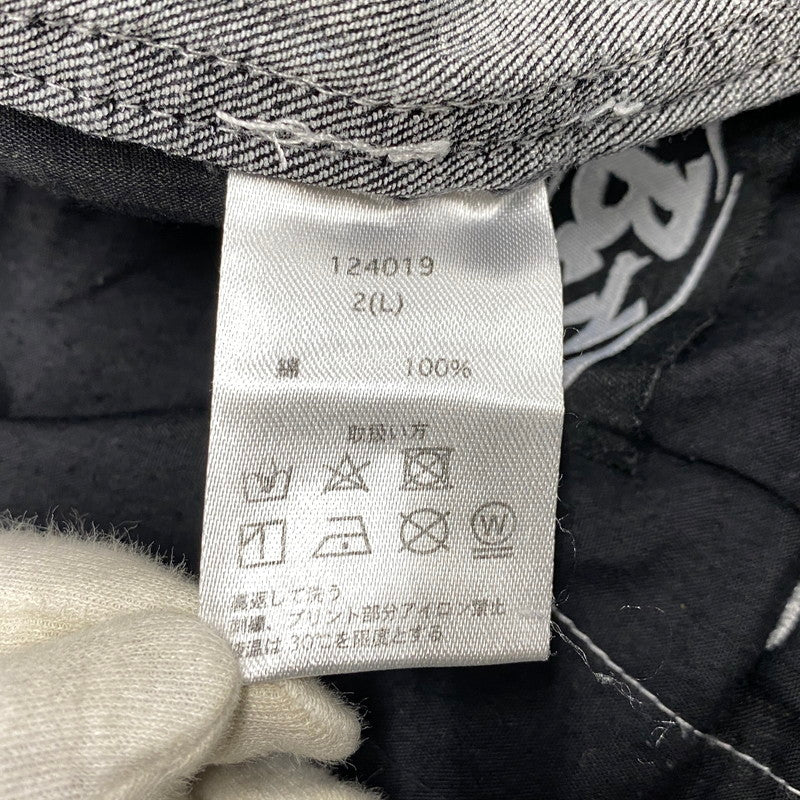 124019
2(L)
綿 100%
取扱い方
W
裏返して洗う
刺繍、プリント部分アイロン禁止
液温は30℃を限度とする